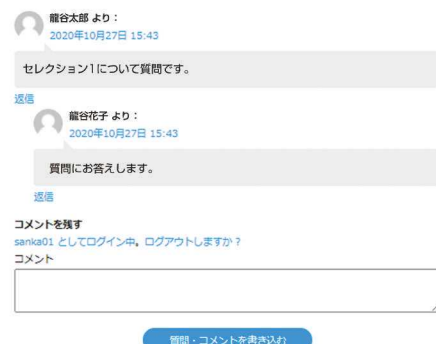 龍谷太郎 より：
2020年10月27日 15:43
セレクション1について質問です。
返信
龍谷花子 より：
2020年10月27日 15:43
質問にお答えします。
返信
コメントを残す
sanka01 としてログイン中。ログアウトしますか ?
コメント
質問・コメントを書き込む